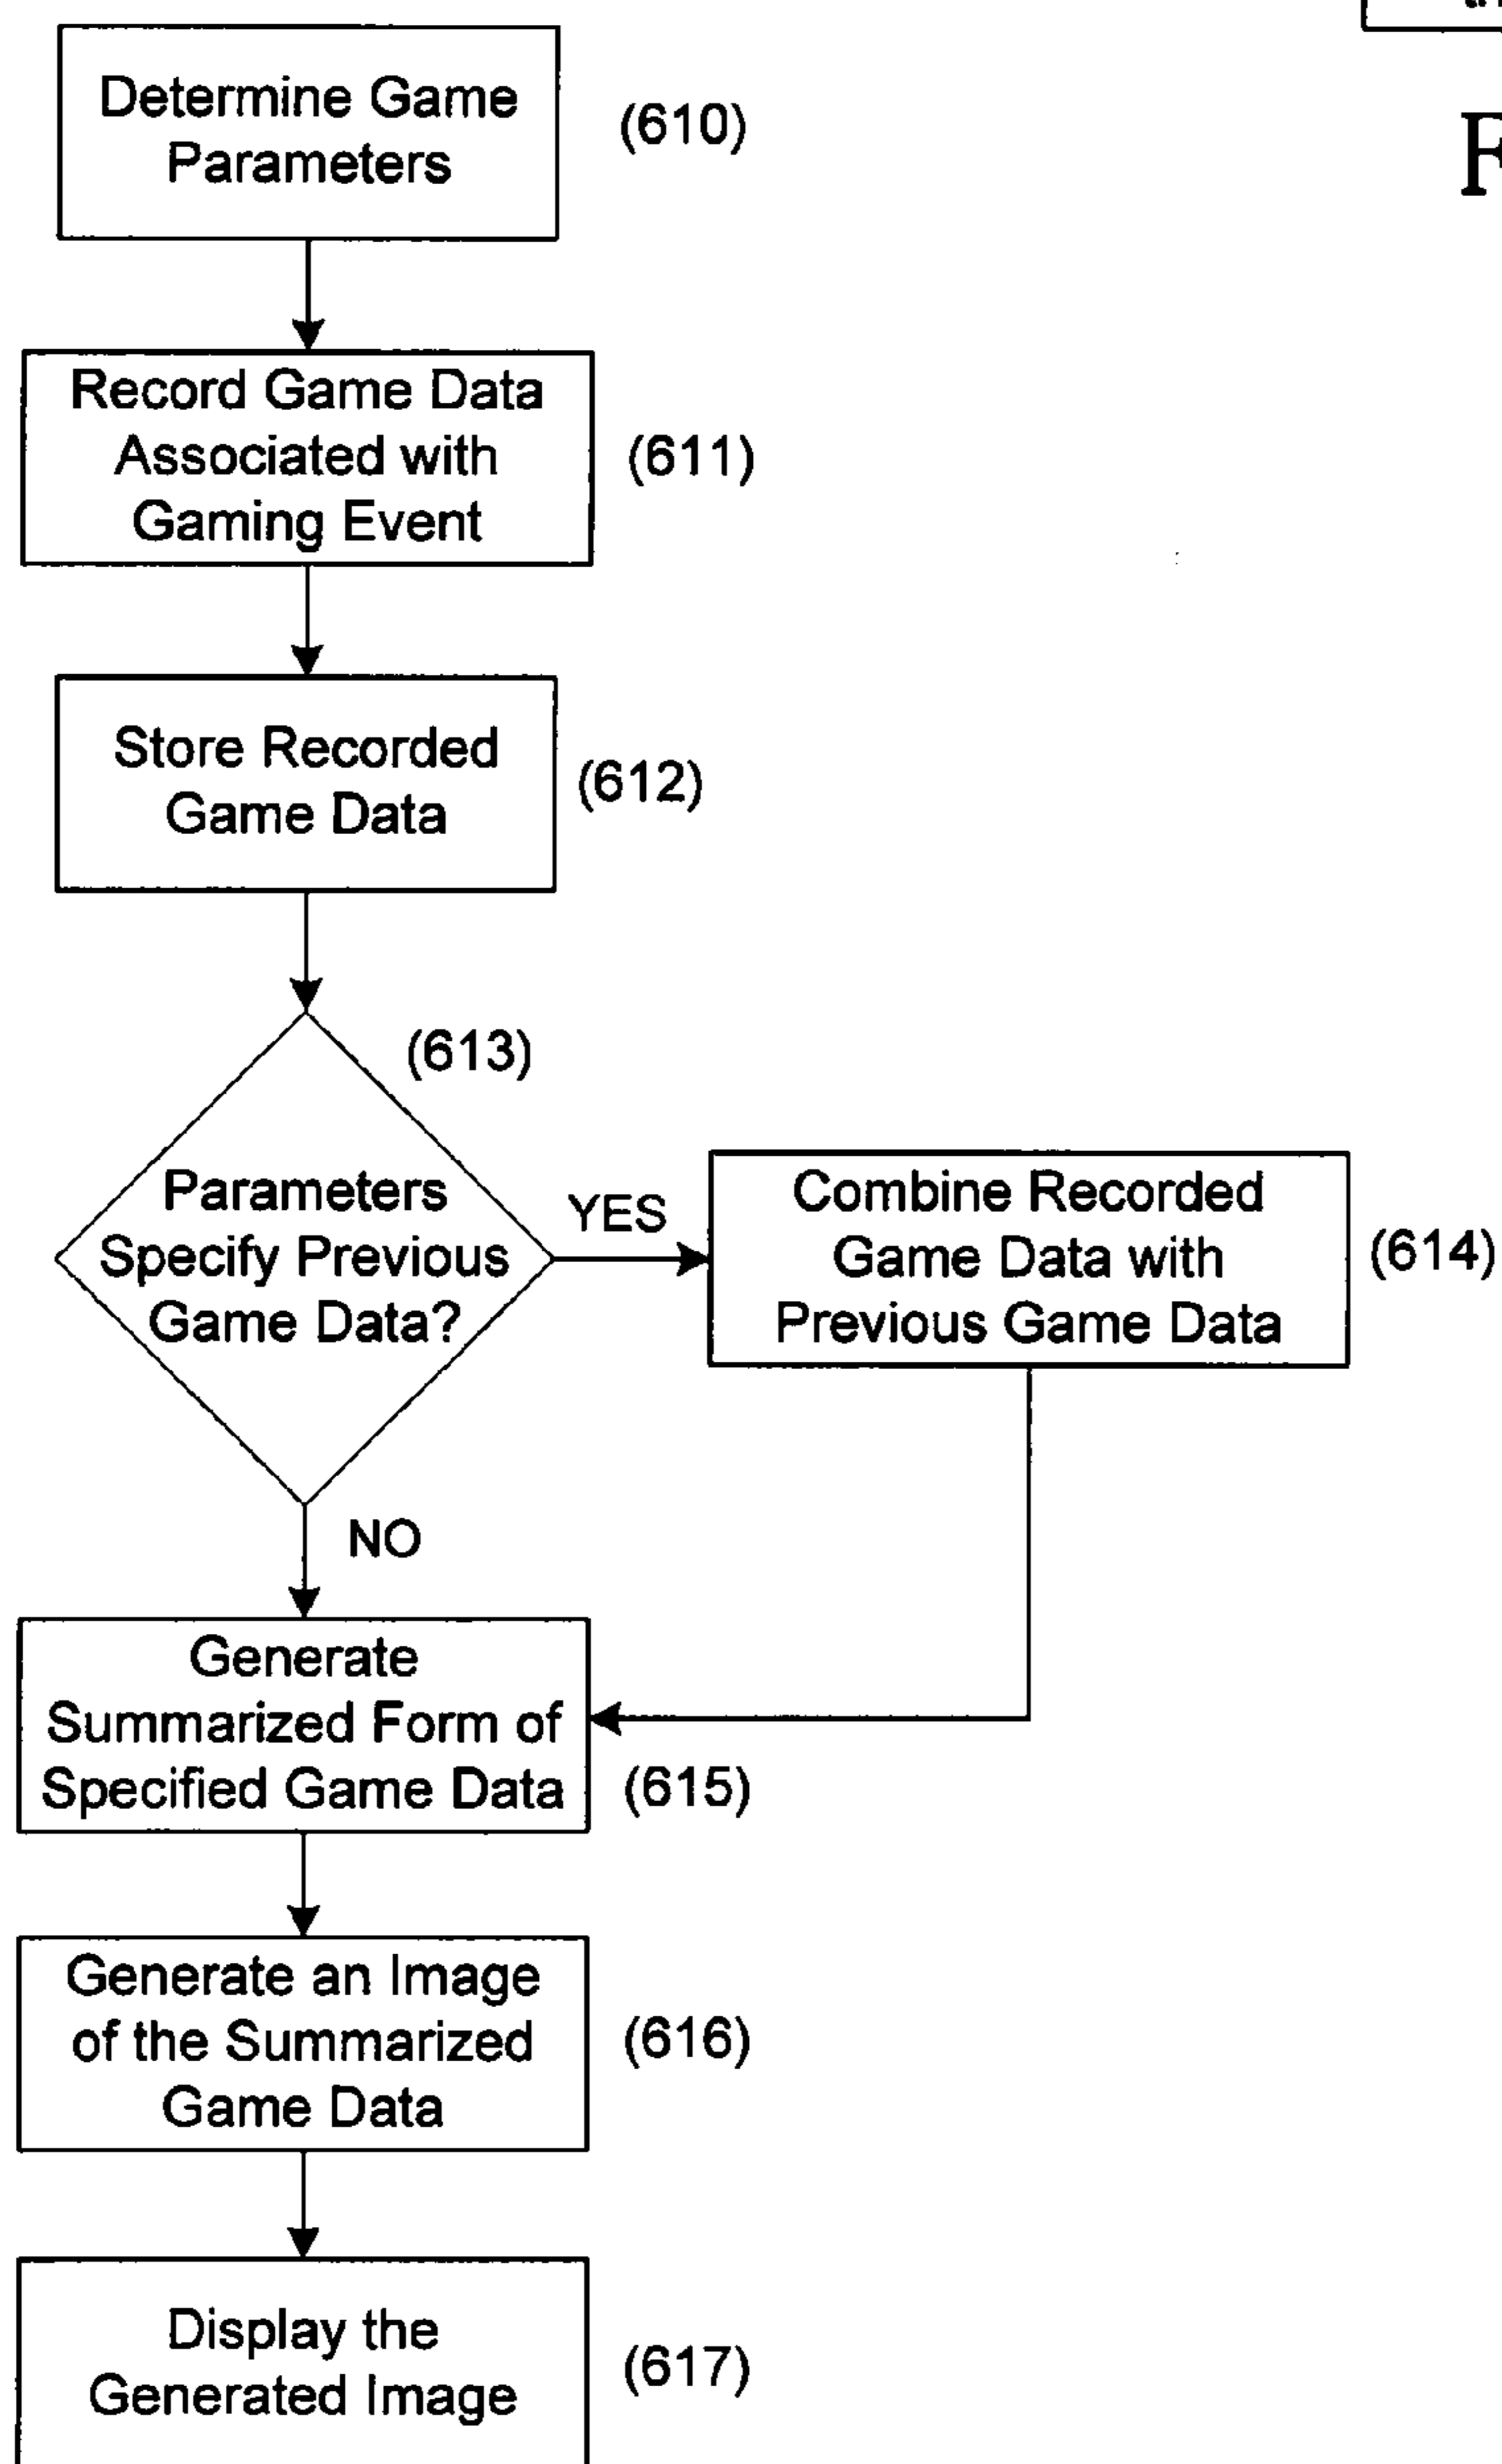 Determine Game
Parameters
(610)
F
Record Game Data
Associated with
Gaming Event
(611)
Store Recorded
Game Data
(612)
(613)
Parameters
Specify Previous
Game Data?
YES
Combine Recorded
Game Data with
Previous Game Data
(614)
NO
Generate
Summarized Form of
Specified Game Data
(615)
Generate an Image
of the Summarized
Game Data
(616)
Display the
Generated Image
(617)